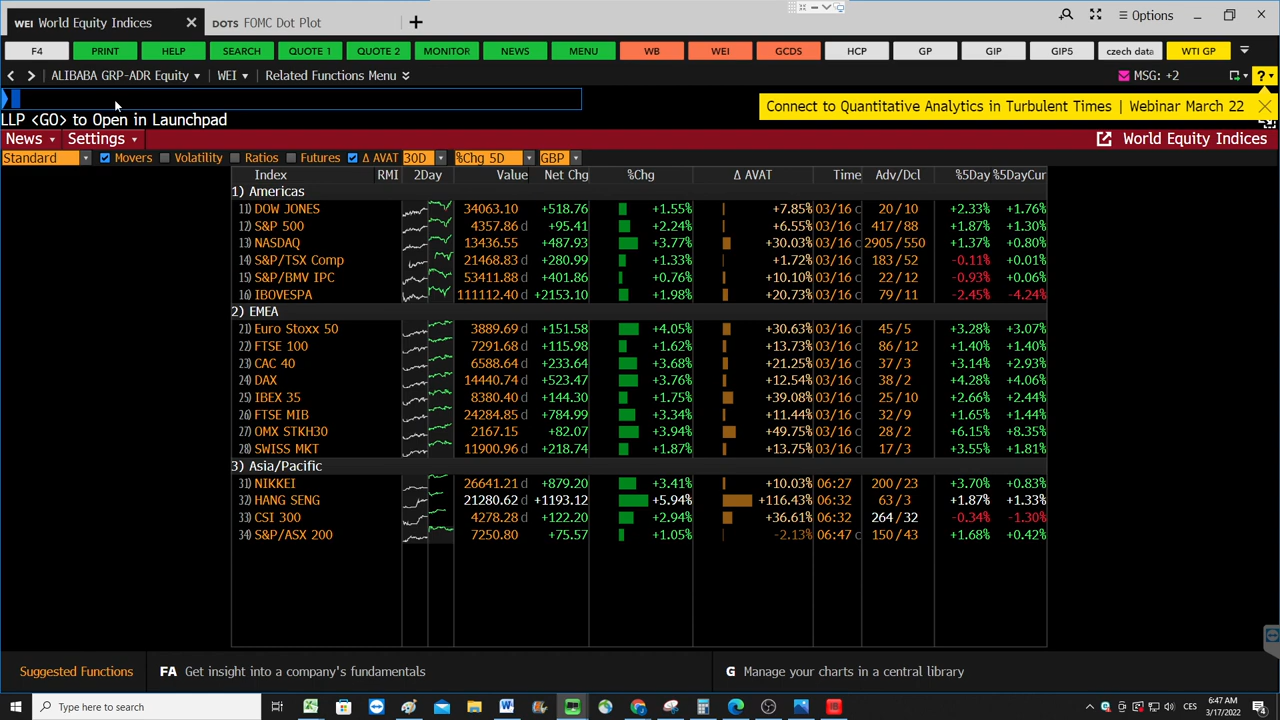 WEI World Equity Indices
DOTS FOMC Dot Plot
Options
F4 PRINT HELP SEARCH QUOTE 1 QUOTE 2 MONITOR NEWS MENU WB WEI GCDS HCP GP GIP GIP5 czech data WTI GP
ALIBABA GRP-ADR Equity WEI Related Functions Menu MSG: +2 ?
Connect to Quantitative Analytics in Turbulent Times | Webinar March 22
LLP <GO> to Open in Launchpad
News Settings World Equity Indices
Standard Movers Volatility Ratios Futures Δ AVAT 30D %Chg 5D GBP
Index RMI 2Day Value Net Chg %Chg Δ AVAT Time Adv/Dcl %5Day %5DayCur
1) Americas
11) DOW JONES 34063.10 +518.76 +1.55% +7.85% 03/16 c 20 / 10 +2.33% +1.76%
12) S&P 500 4357.86 d +95.41 +2.24% +6.55% 03/16 c 417 / 88 +1.87% +1.30%
13) NASDAQ 13436.55 +487.93 +3.77% +30.03% 03/16 c 2905 / 550 +1.37% +0.80%
14) S&P/TSX Comp 21468.83 d +280.99 +1.33% +1.72% 03/16 c 183 / 52 -0.11% +0.01%
15) S&P/BMV IPC 53411.88 d +401.86 +0.76% +10.10% 03/16 c 22 / 12 -0.93% +0.06%
16) IBOVESPA 111112.40 d +2153.10 +1.98% +20.73% 03/16 c 79 / 11 -2.45% -4.24%
2) EMEA
21) Euro Stoxx 50 3889.69 d +151.58 +4.05% +30.63% 03/16 c 45 / 5 +3.28% +3.07%
22) FTSE 100 7291.68 d +115.98 +1.62% +13.73% 03/16 c 86 / 12 +1.40% +1.40%
23) CAC 40 6588.64 d +233.64 +3.68% +21.25% 03/16 c 37 / 3 +3.14% +2.93%
24) DAX 14440.74 d +523.47 +3.76% +12.54% 03/16 c 38 / 2 +4.28% +4.06%
25) IBEX 35 8380.40 d +144.30 +1.75% +39.08% 03/16 c 25 / 10 +2.66% +2.44%
26) FTSE MIB 24284.85 d +784.99 +3.34% +11.44% 03/16 c 32 / 9 +1.65% +1.44%
27) OMX STKH30 2167.15 +82.07 +3.94% +49.75% 03/16 c 28 / 2 +6.15% +8.35%
28) SWISS MKT 11900.96 d +218.74 +1.87% +13.75% 03/16 c 17 / 3 +3.55% +1.81%
3) Asia/Pacific
31) NIKKEI 26641.21 d +879.20 +3.41% +10.03% 06:27 200 / 23 +3.70% +0.83%
32) HANG SENG 21280.62 d +1193.12 +5.94% +116.43% 06:32 63 / 3 +1.87% +1.33%
33) CSI 300 4278.28 d +122.20 +2.94% +36.61% 06:32 264 / 32 -0.34% -1.30%
34) S&P/ASX 200 7250.80 +75.57 +1.05% -2.13% 06:47 c 150 / 43 +1.68% +0.42%
Suggested Functions FA Get insight into a company's fundamentals G Manage your charts in a central library
Type here to search
CES
6:47 AM
3/17/2022